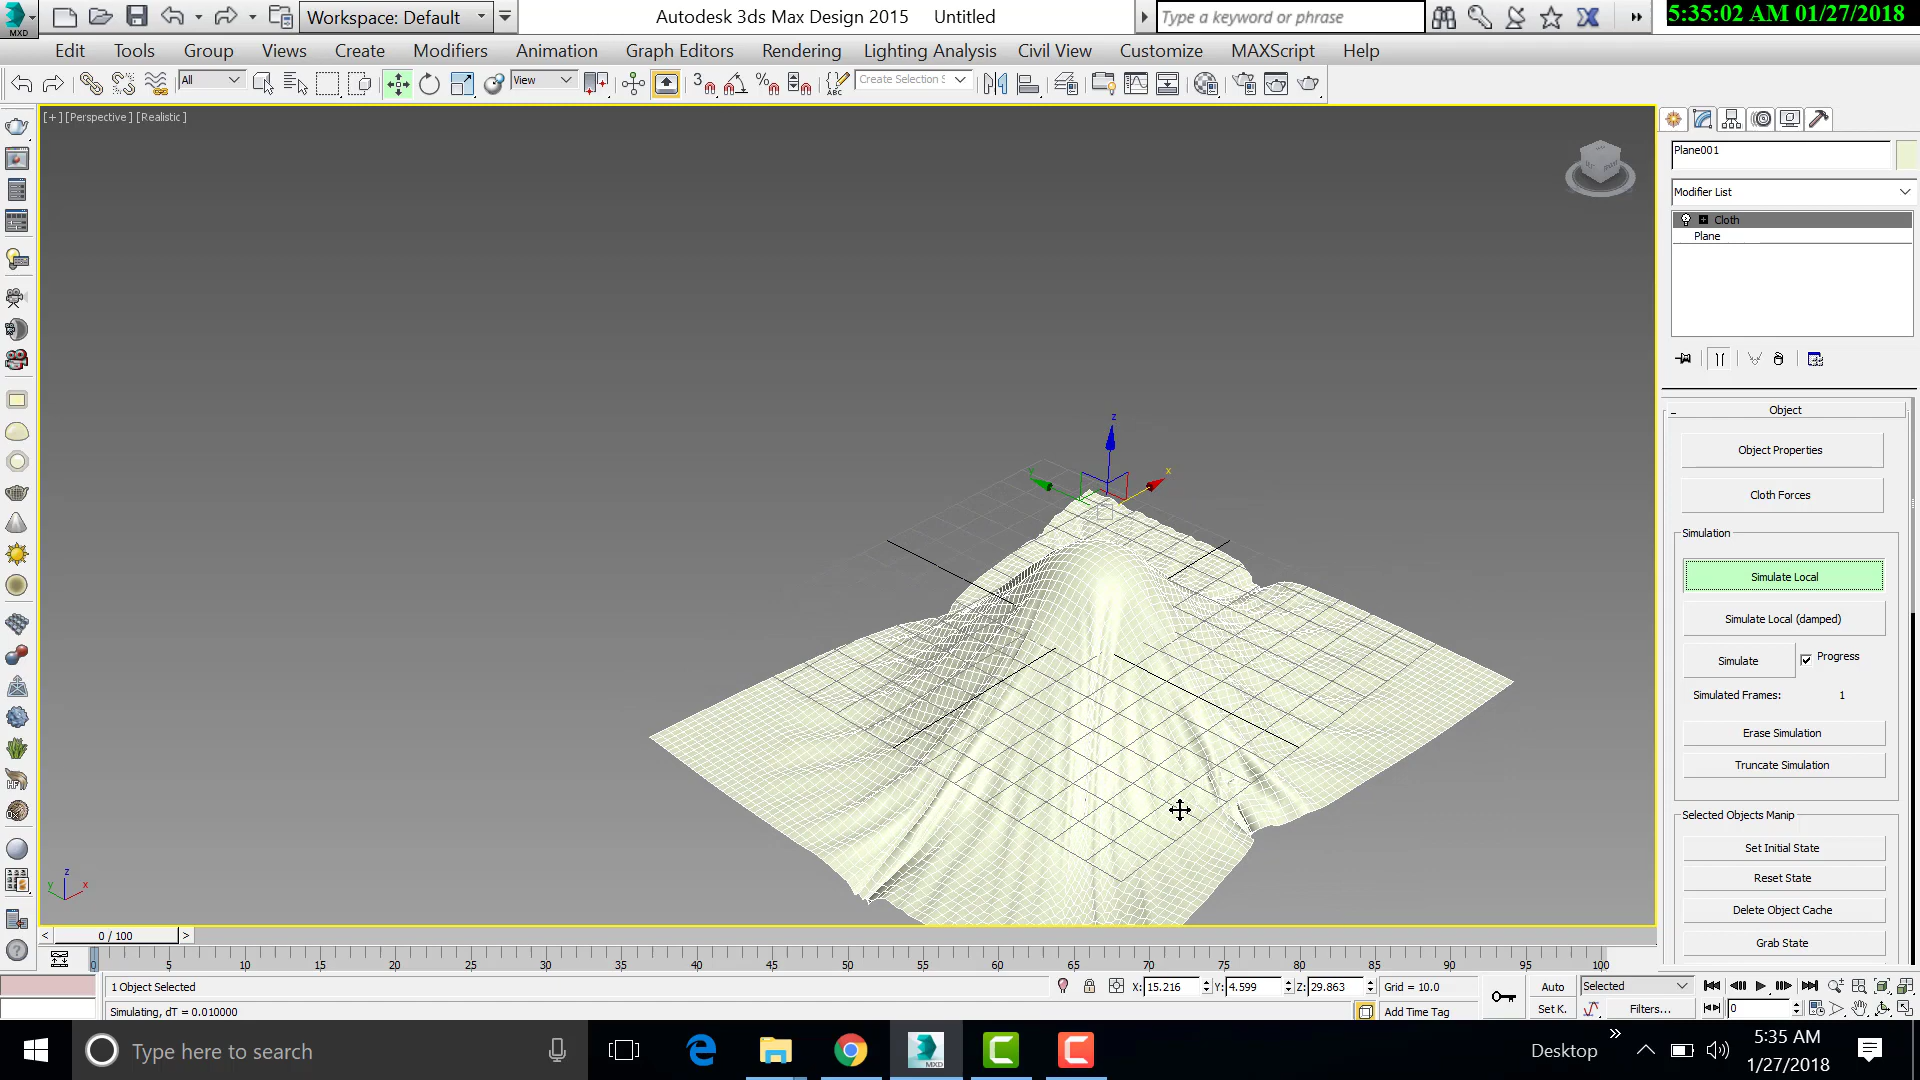 Workspace: Default
Autodesk 3ds Max Design 2015 Untitled
Type a keyword or phrase
5:35:02 AM 01/27/2018
MXD
Edit Tools Group Views Create Modifiers Animation Graph Editors Rendering Lighting Analysis Civil View Customize MAXScript Help
All
View
3
ABC
Create Selection S
[+][Perspective][Realistic]
Plane001
Modifier List
Cloth
Plane
Object
Object Properties
Cloth Forces
Simulation
Simulate Local
Simulate Local (damped)
Simulate
Progress
Simulated Frames: 1
Erase Simulation
Truncate Simulation
Selected Objects Manip
Set Initial State
Reset State
Delete Object Cache
Grab State
z
y
x
z
y
x
< 0 / 100 >
0 5 10 15 20 25 30 35 40 45 50 55 60 65 70 75 80 85 90 95 100
1 Object Selected
X: 15.216 Y: 4.599 Z: 29.863 Grid = 10.0
Auto
Selected
Simulating, dT = 0.010000
Add Time Tag
Set K.
Filters...
0
Type here to search
MXD
Desktop
5:35 AM
1/27/2018